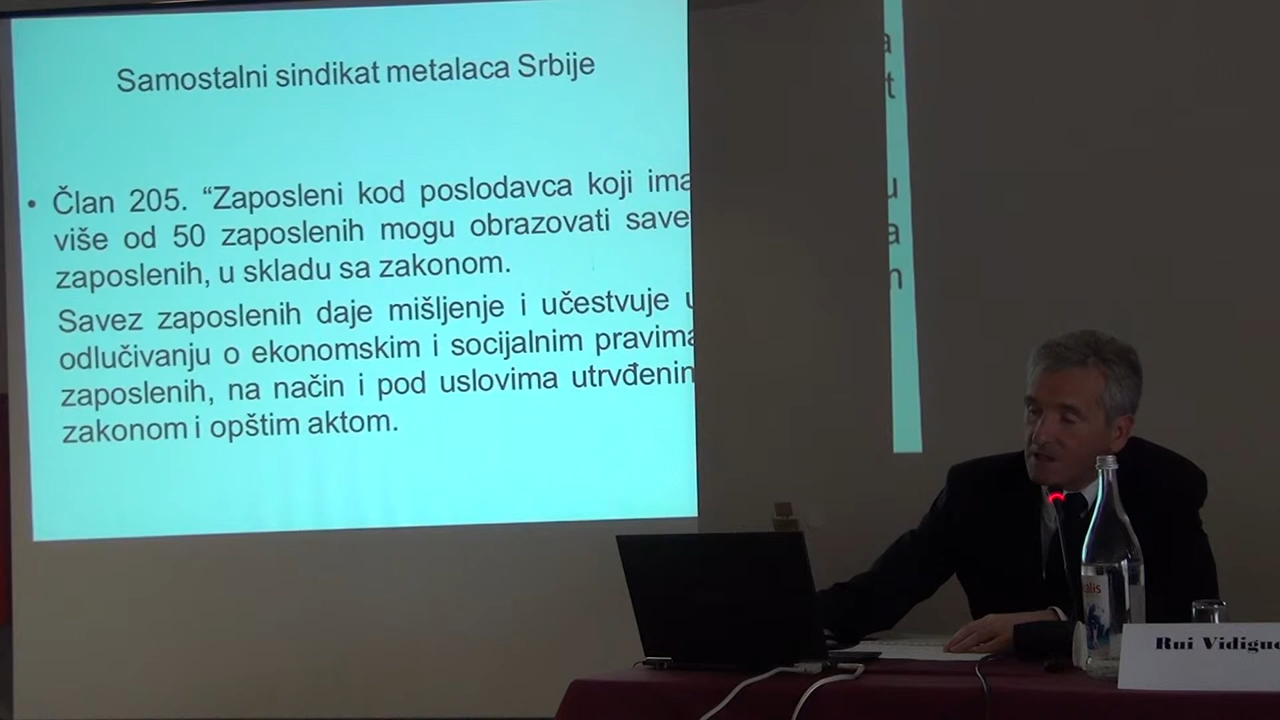 Samostalni sindikat metalaca Srbije
• Član 205. “Zaposleni kod poslodavca koji ima
više od 50 zaposlenih mogu obrazovati save
zaposlenih, u skladu sa zakonom.
Savez zaposlenih daje mišljenje i učestvuje u
odlučivanju o ekonomskim i socijalnim pravima
zaposlenih, na način i pod uslovima utrvđenin
zakonom i opštim aktom.
a
t
u
a
n
alis
Rui Vidigue